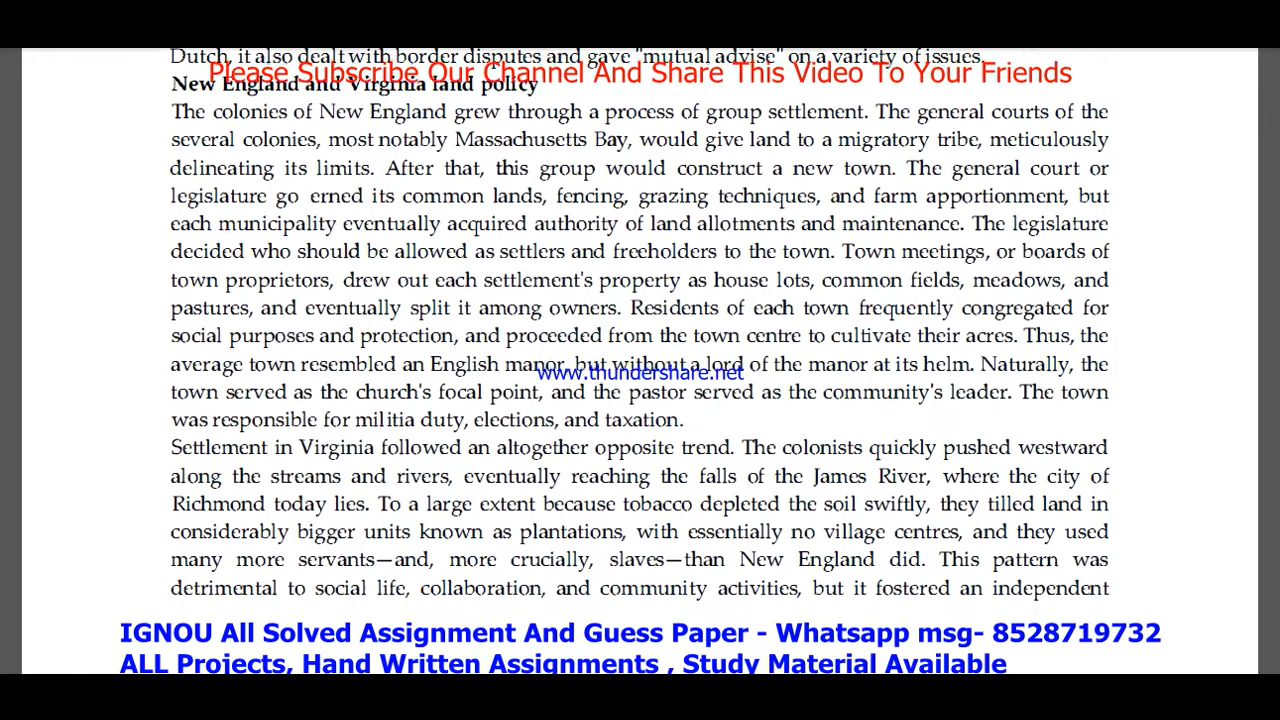 Dutch, it also dealt with border disputes and gave "mutual advise" on a variety of issues.
Please Subscribe Our Channel And Share This Video To Your Friends
New England and Virginia land policy
The colonies of New England grew through a process of group settlement. The general courts of the
several colonies, most notably Massachusetts Bay, would give land to a migratory tribe, meticulously
delineating its limits. After that, this group would construct a new town. The general court or
legislature go erned its common lands, fencing, grazing techniques, and farm apportionment, but
each municipality eventually acquired authority of land allotments and maintenance. The legislature
decided who should be allowed as settlers and freeholders to the town. Town meetings, or boards of
town proprietors, drew out each settlement's property as house lots, common fields, meadows, and
pastures, and eventually split it among owners. Residents of each town frequently congregated for
social purposes and protection, and proceeded from the town centre to cultivate their acres. Thus, the
average town resembled an English manor, but without a lord of the manor at its helm. Naturally, the
www.thundershare.net
town served as the church's focal point, and the pastor served as the community's leader. The town
was responsible for militia duty, elections, and taxation.
Settlement in Virginia followed an altogether opposite trend. The colonists quickly pushed westward
along the streams and rivers, eventually reaching the falls of the James River, where the city of
Richmond today lies. To a large extent because tobacco depleted the soil swiftly, they tilled land in
considerably bigger units known as plantations, with essentially no village centres, and they used
many more servants—and, more crucially, slaves—than New England did. This pattern was
detrimental to social life, collaboration, and community activities, but it fostered an independent
IGNOU All Solved Assignment And Guess Paper - Whatsapp msg- 8528719732
ALL Projects, Hand Written Assignments , Study Material Available